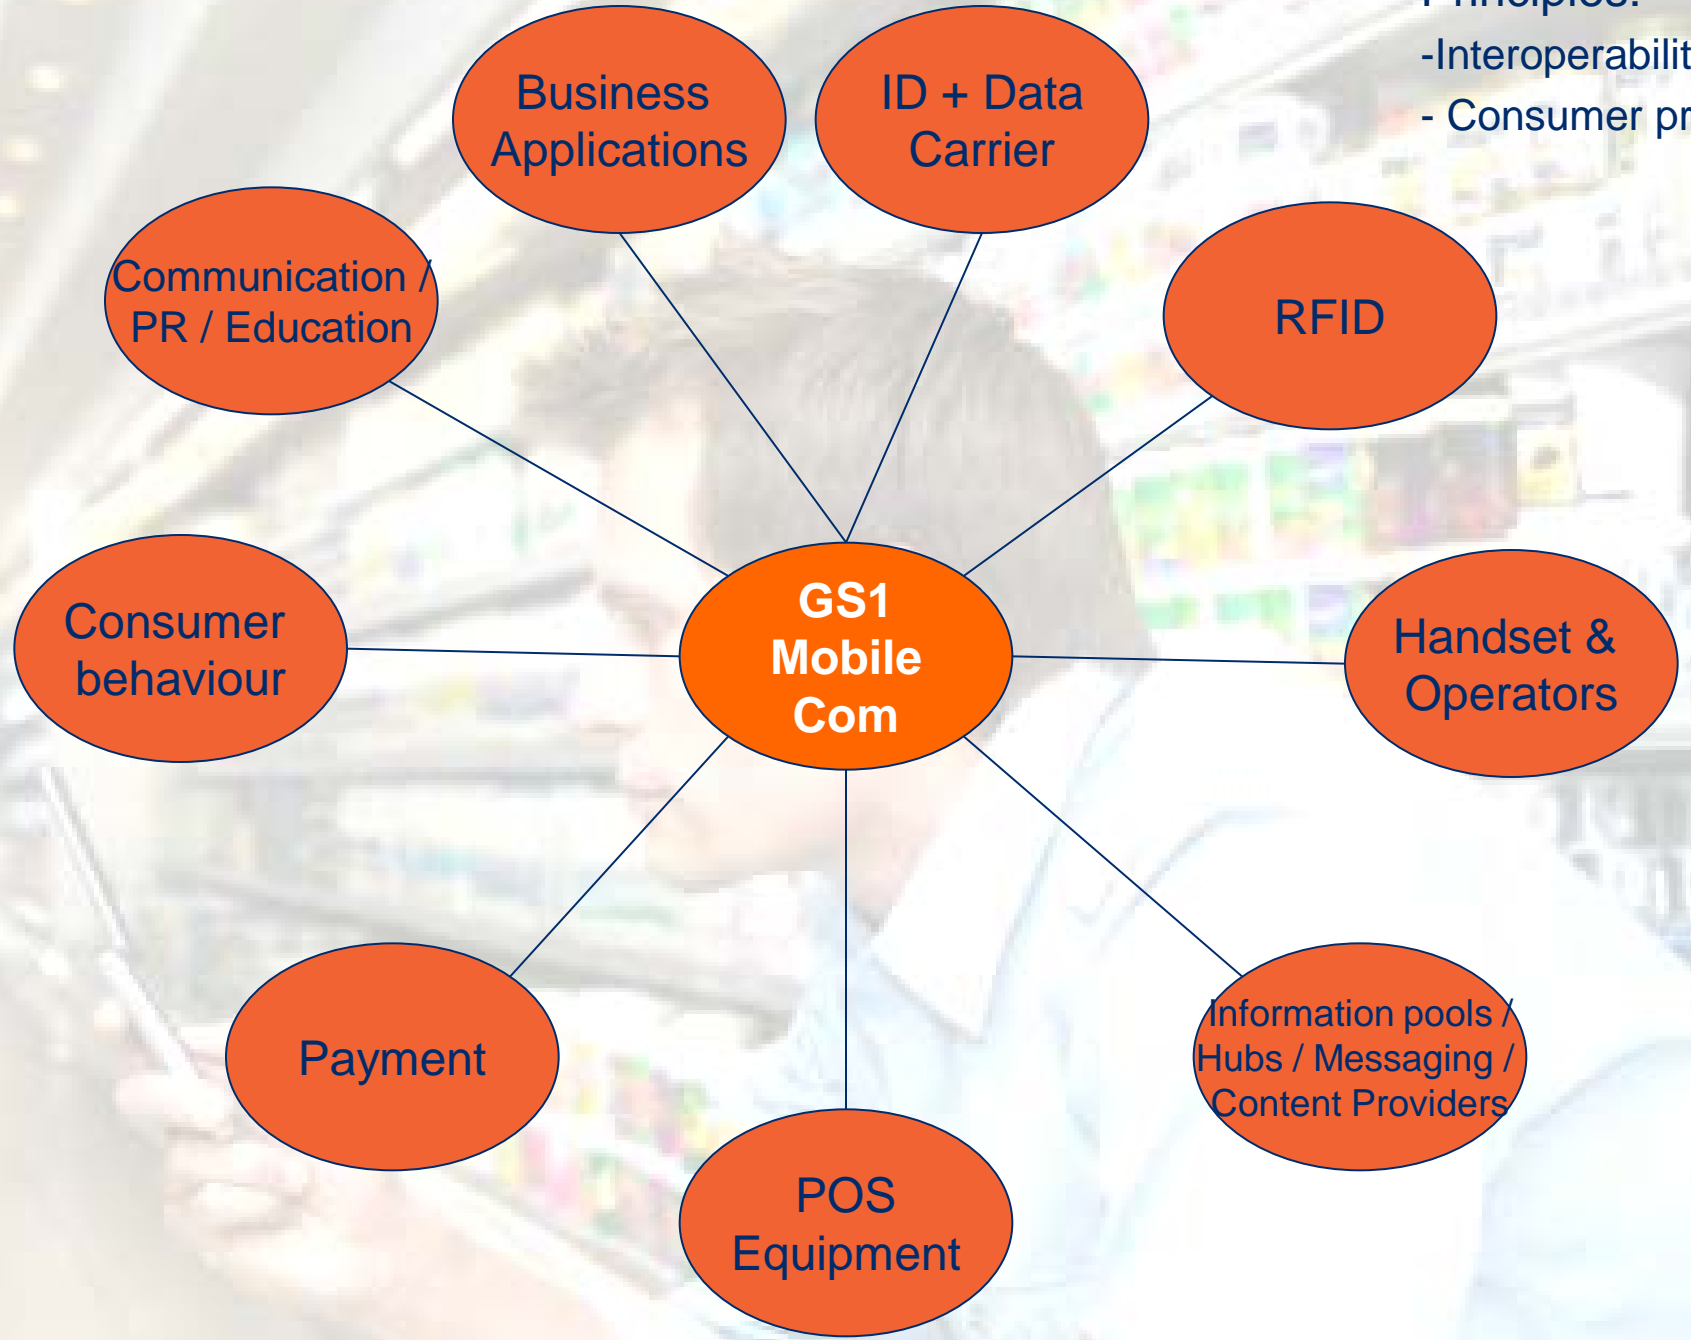 Principles:
-Interoperabilit
- Consumer pr
Business
Applications
ID + Data
Carrier
Communication /
PR / Education
RFID
Consumer
behaviour
GS1
Mobile
Com
Handset &
Operators
Payment
Information pools /
Hubs / Messaging /
Content Providers
POS
Equipment